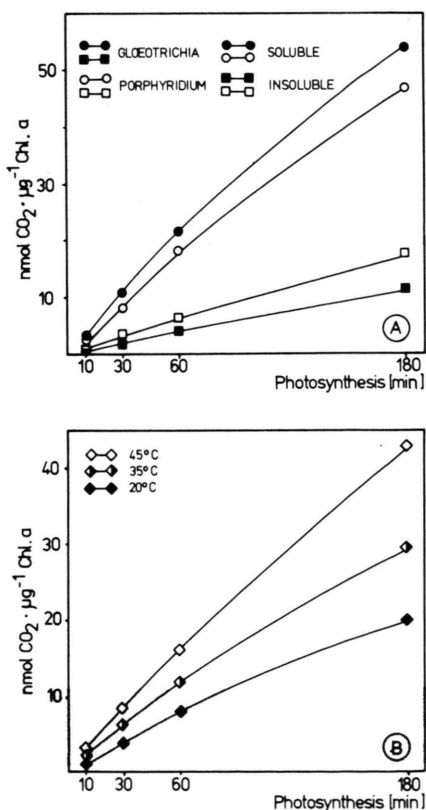 GLOEOTRICHIA
PORPHYRIDIUM
SOLUBLE
INSOLUBLE
nmol CO₂ · µg⁻¹ Chl. a
50
30
10
A
10 30 60 180
Photosynthesis [min]
45°C
35°C
20°C
nmol CO₂ · µg⁻¹ Chl. a
40
30
20
10
B
10 30 60 180
Photosynthesis [min]